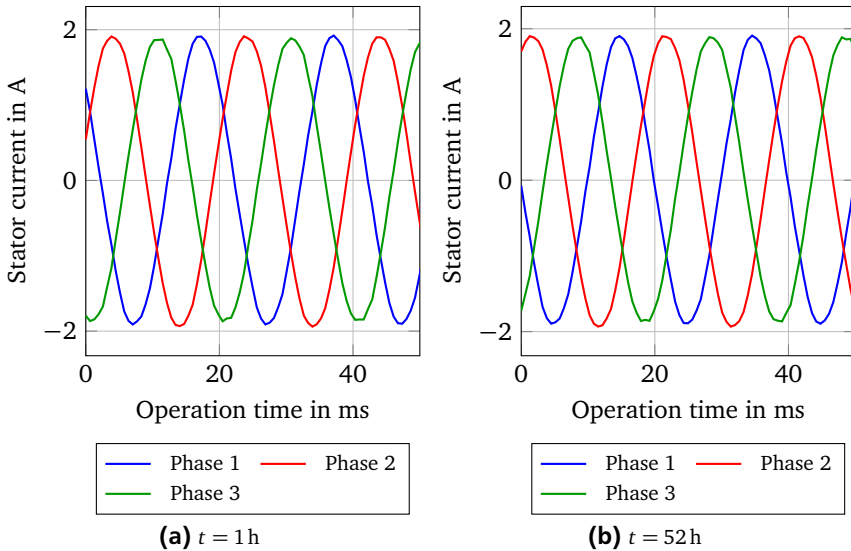 2
0
−2
Stator current in A
0 20 40
Operation time in ms
Phase 1 Phase 2
Phase 3
(a) t = 1 h
2
0
−2
Stator current in A
0 20 40
Operation time in ms
Phase 1 Phase 2
Phase 3
(b) t = 52 h